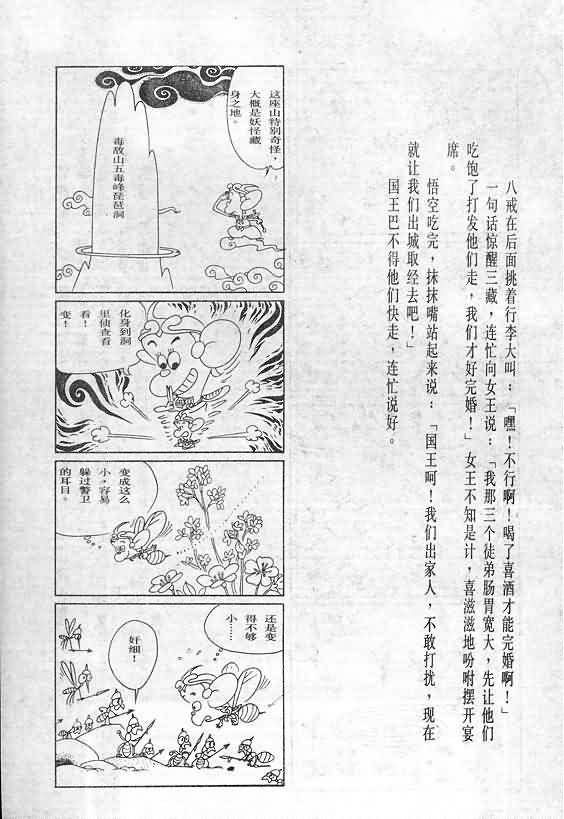 八戒在后面挑着行李大叫：「嘿！不行啊！喝了喜酒才能完婚啊！」
一句话惊醒三藏，连忙向女王说：「我那三个徒弟肠胃宽大，先让他们
吃饱了打发他们走，我们才好完婚！」女王不知是计，喜滋滋地吩咐摆开宴
席。
悟空吃完，抹抹嘴站起来说：「国王呵！我们出家人，不敢打扰，现在
就让我们出城取经去吧！」
国王巴不得他们快走，连忙说好。
这座山特别奇怪，
大概是妖怪藏
身之地。
毒敌山五毒峰琵琶洞
化身到洞
里侦查看
看！
变！
变成这么
小，容易
躲过警卫
的耳目。
还是变
得不够
小……
奸细！